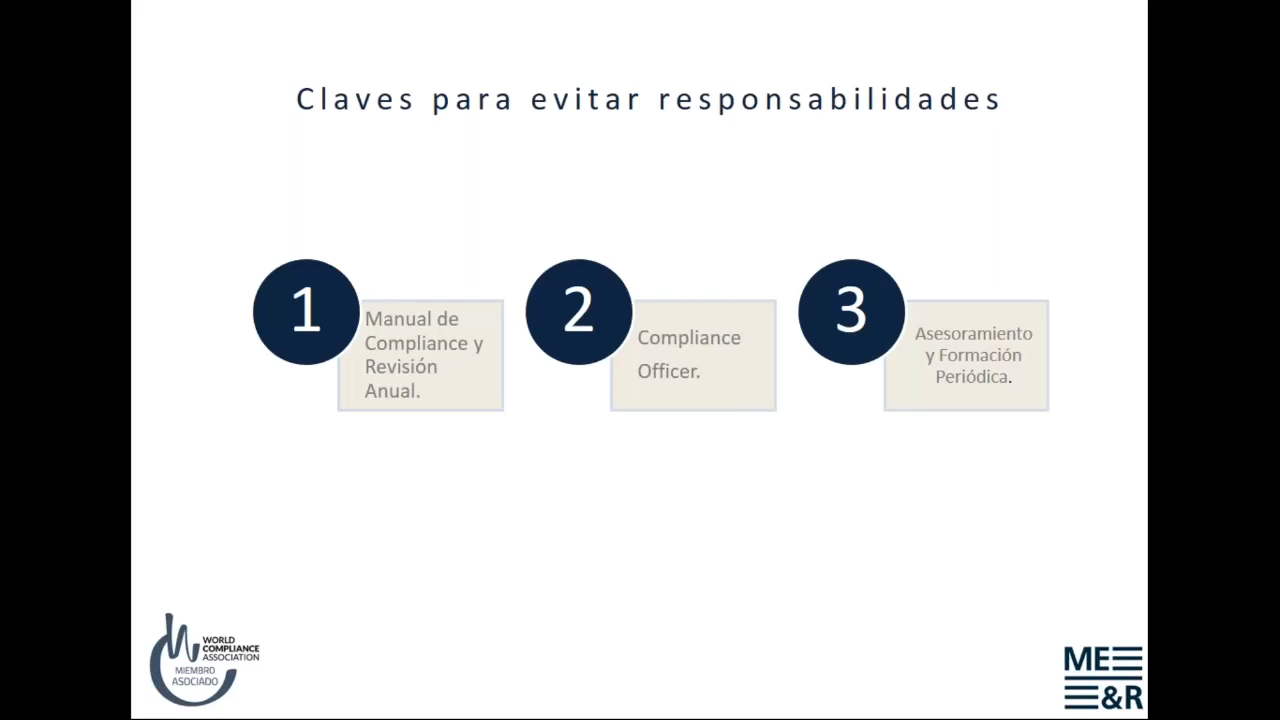 Claves para evitar responsabilidades
1
Manual de
Compliance y
Revisión
Anual.
2
Compliance
Officer.
3
Asesoramiento
y Formación
Periódica.
WORLD
COMPLIANCE
ASSOCIATION
MIEMBRO
ASOCIADO
ME
&R